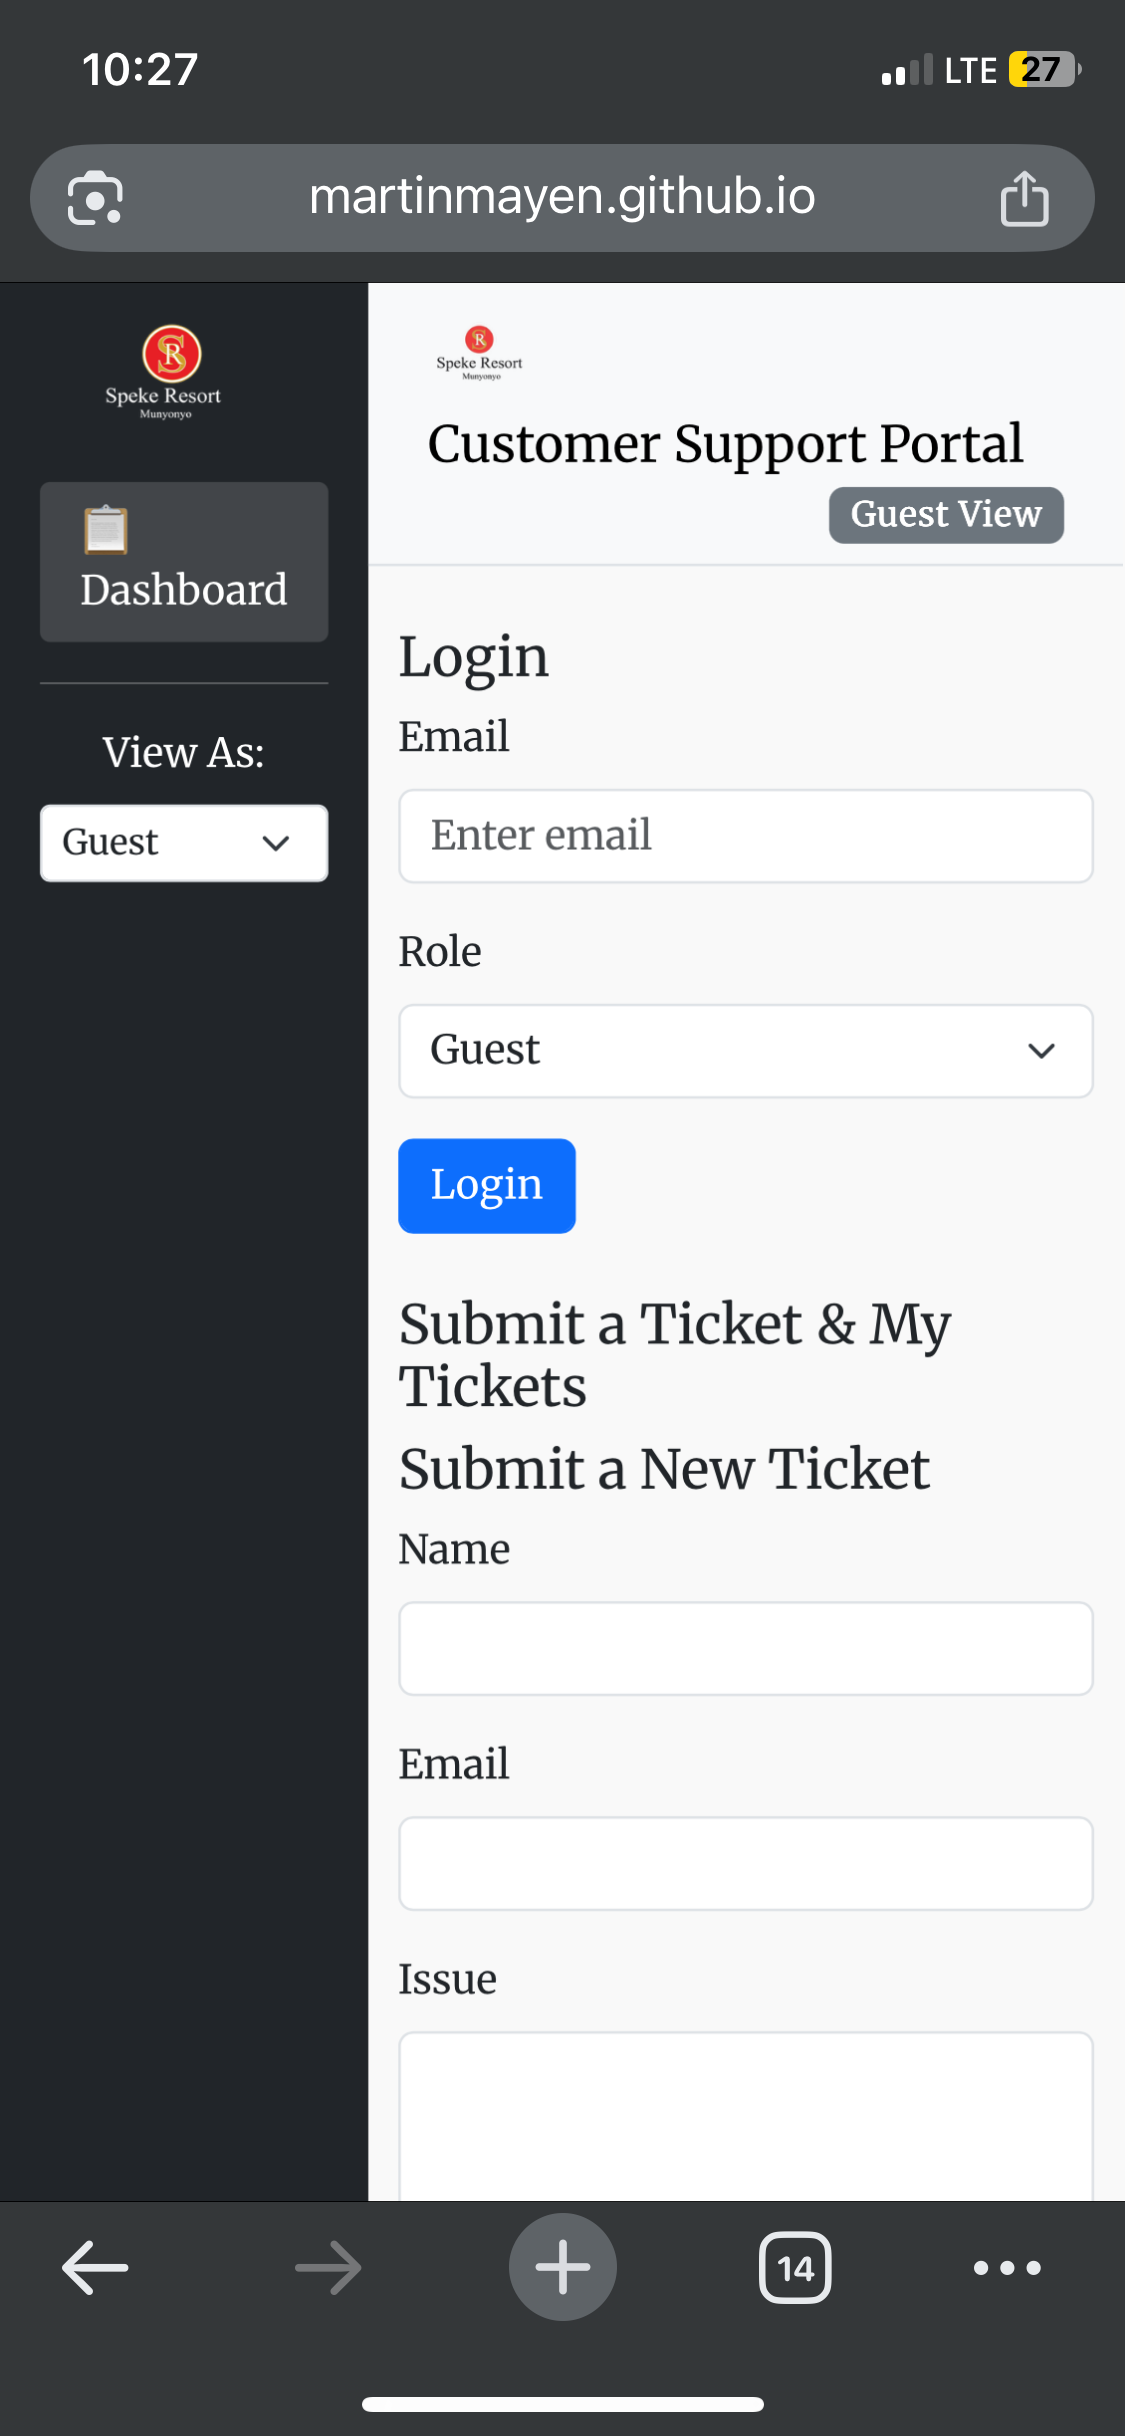 10:27
LTE 27
martinmayen.github.io
Speke Resort
Munyonyo
Dashboard
View As:
Guest
Speke Resort
Munyonyo
Customer Support Portal
Guest View
Login
Email
Enter email
Role
Guest
Login
Submit a Ticket & My
Tickets
Submit a New Ticket
Name
Email
Issue
14